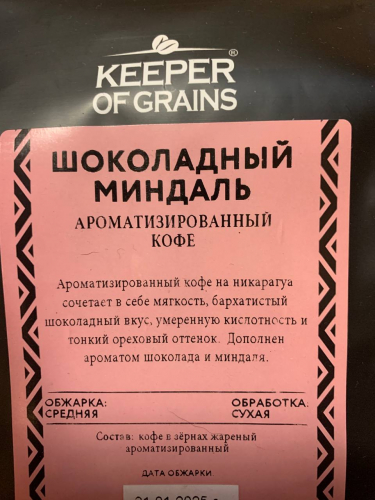 KEEPER
®
OF GRAINS
ШОКОЛАДНЫЙ
МИНДАЛЬ
АРОМАТИЗИРОВАННЫЙ
КОФЕ
Ароматизированный кофе на никарагуа
сочетает в себе мягкость, бархатистый
шоколадный вкус, умеренную кислотность и
тонкий ореховый оттенок. Дополнен
ароматом шоколада и миндаля.
ОБЖАРКА: ОБРАБОТКА:
СРЕДНЯЯ СУХАЯ
Состав: кофе в зёрнах жареный
ароматизированный
ДАТА ОБЖАРКИ